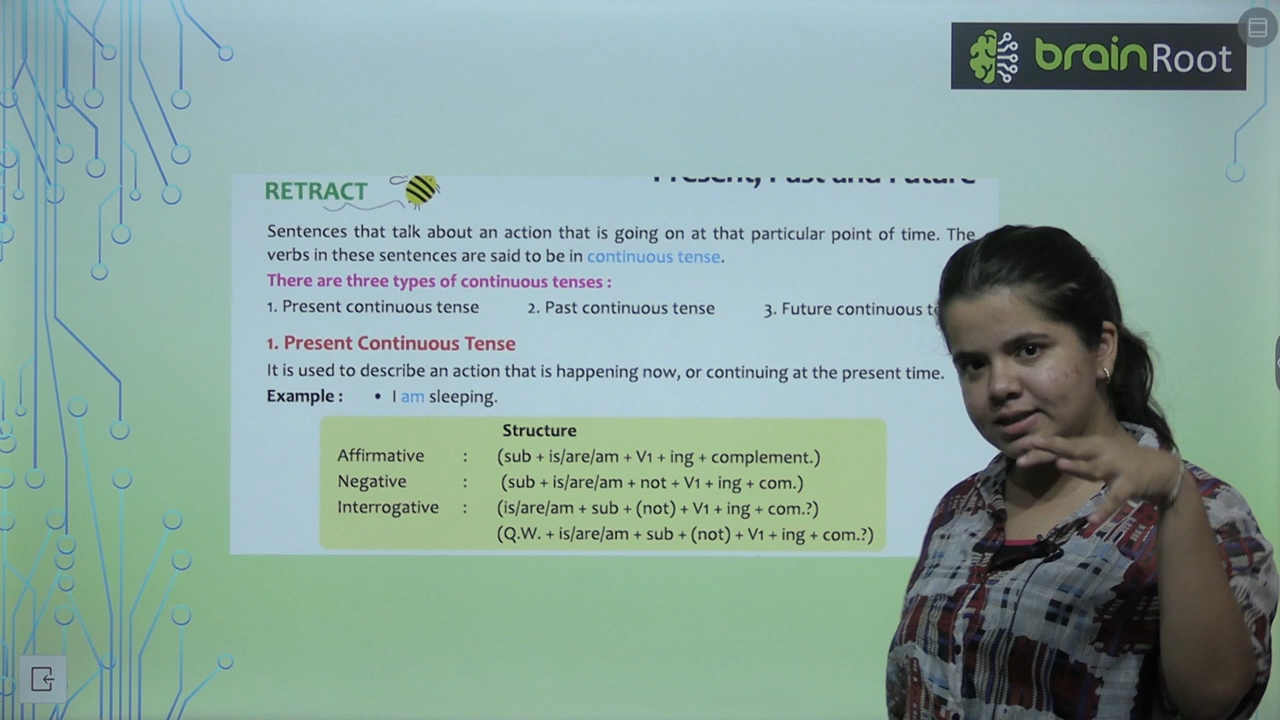 brainRoot
Present, Past and Future
RETRACT
Sentences that talk about an action that is going on at that particular point of time. The
verbs in these sentences are said to be in continuous tense.
There are three types of continuous tenses :
1. Present continuous tense 2. Past continuous tense 3. Future continuous
1. Present Continuous Tense
It is used to describe an action that is happening now, or continuing at the present time.
Example : • I am sleeping.
Structure
Affirmative : (sub + is/are/am + V1 + ing + complement.)
Negative : (sub + is/are/am + not + V1 + ing + com.)
Interrogative : (is/are/am + sub + (not) + V1 + ing + com.?)
(Q.W. + is/are/am + sub + (not) + V1 + ing + com.?)